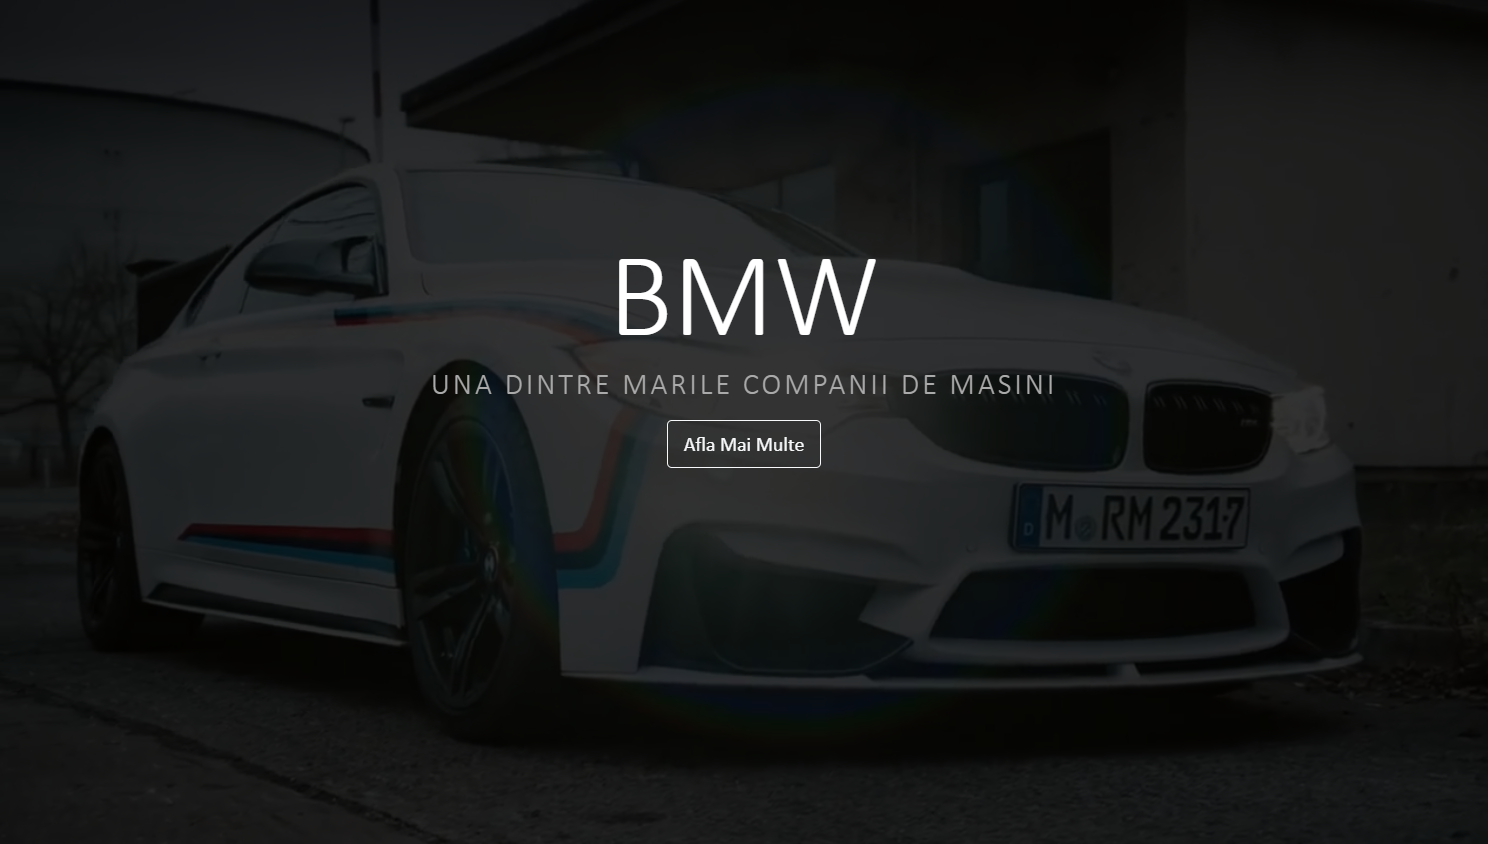 BMW
UNA DINTRE MARILE COMPANII DE MASINI
Afla Mai Multe
M RM 2317